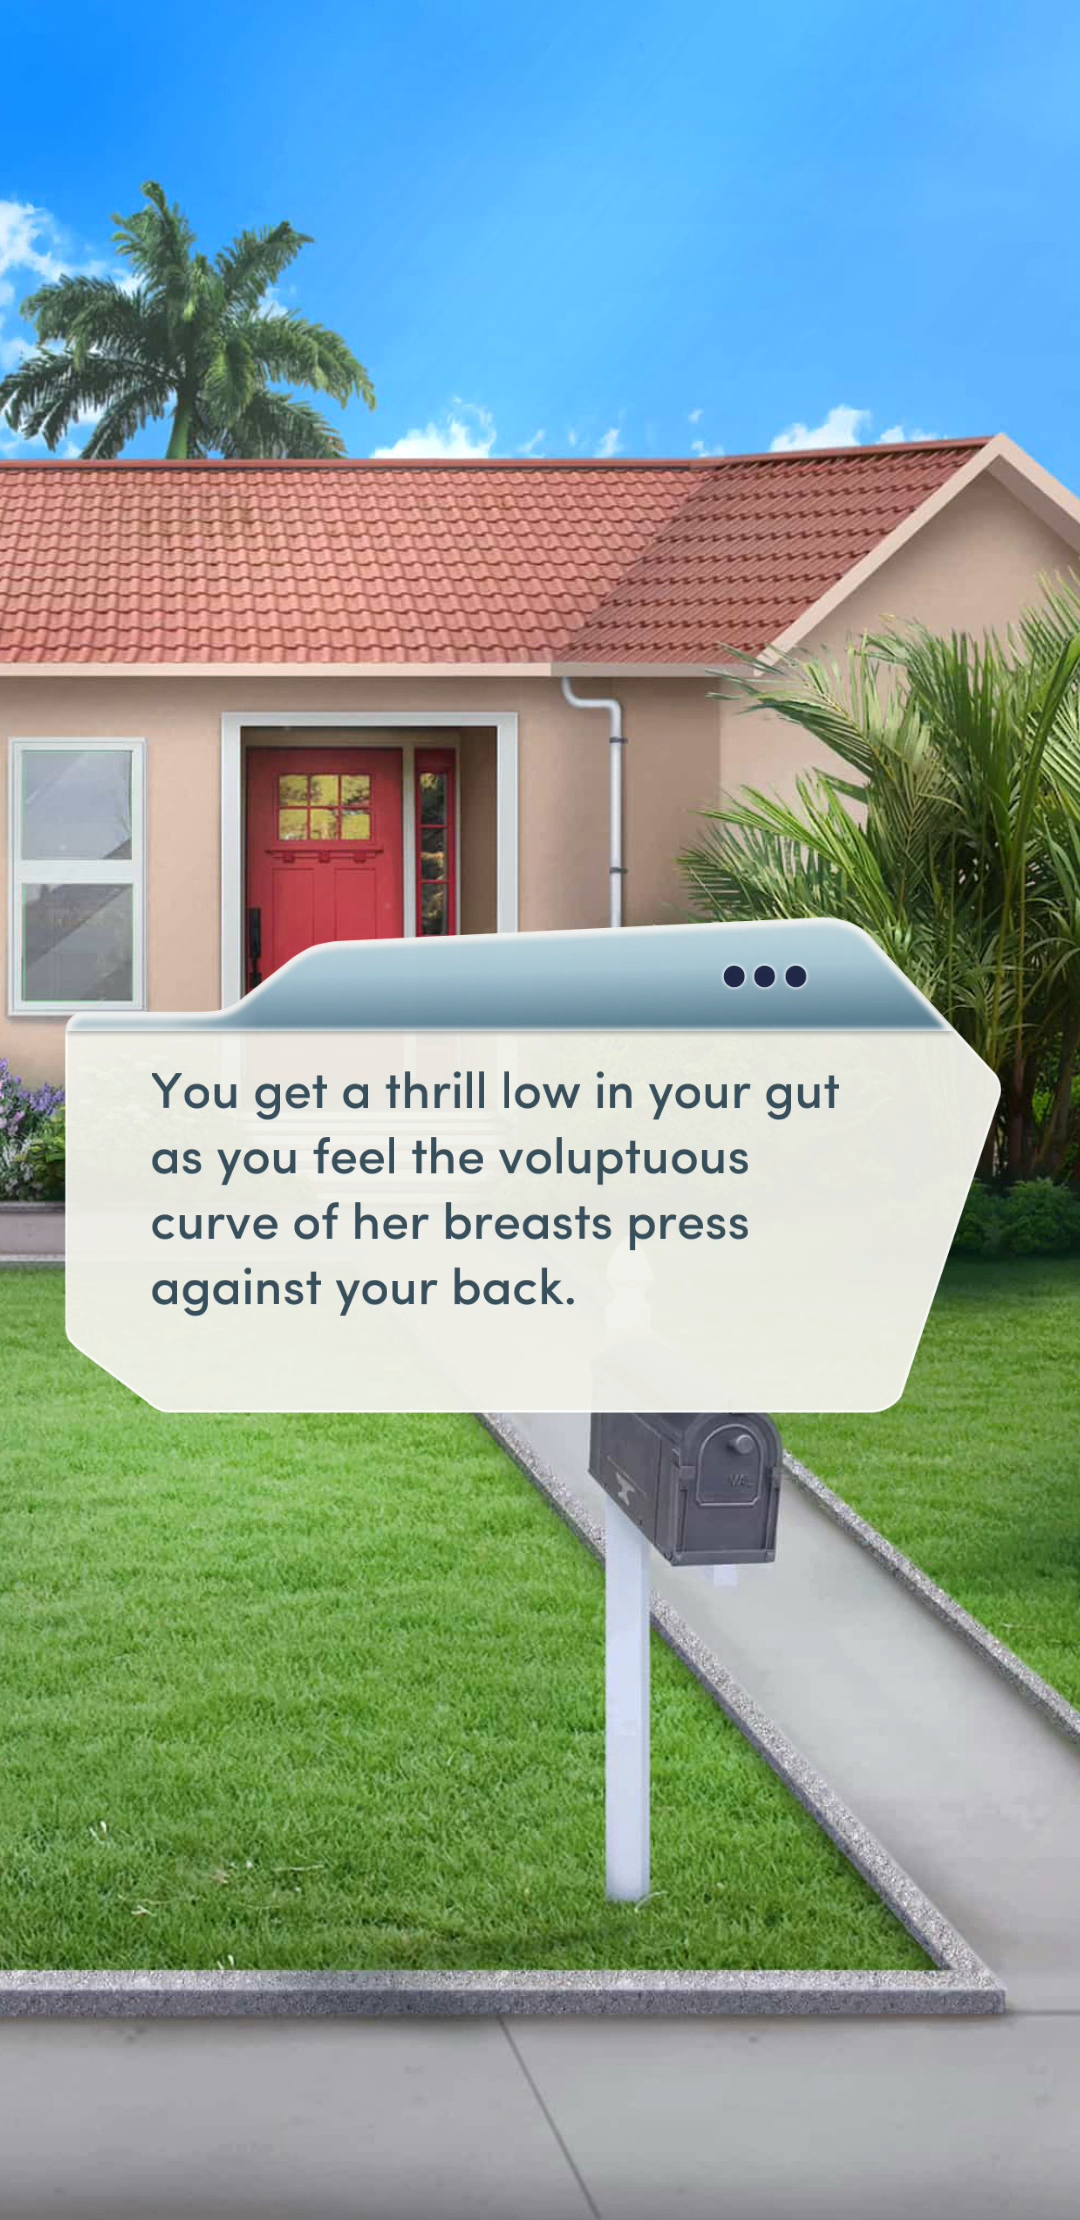 You get a thrill low in your gut
as you feel the voluptuous
curve of her breasts press
against your back.